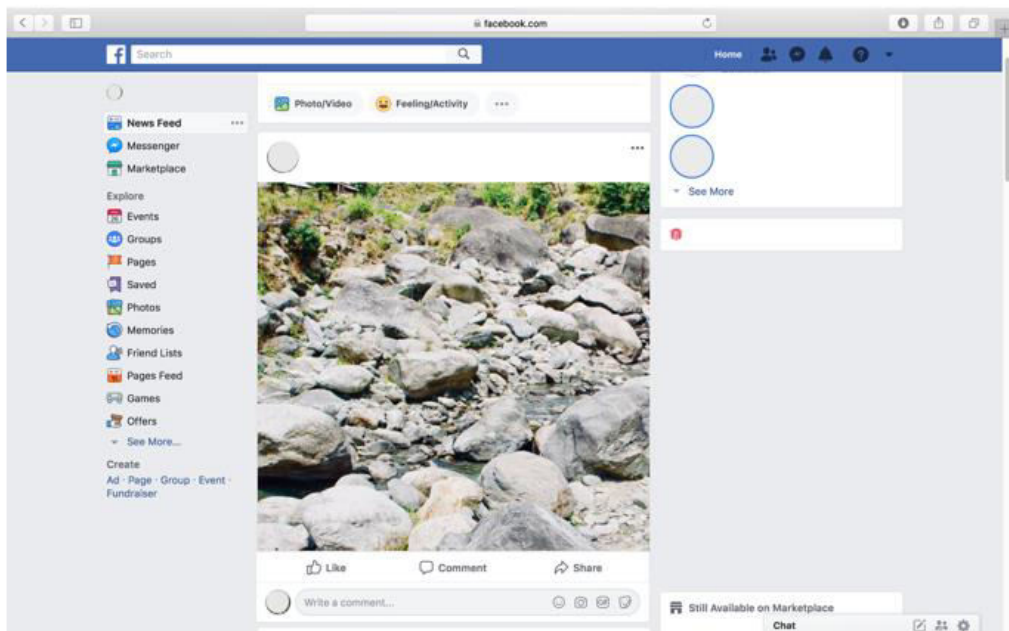 facebook.com
f
Search
Home
Photo/Video
Feeling/Activity
News Feed
Messenger
Marketplace
Explore
Events
Groups
Pages
Saved
Photos
Memories
Friend Lists
Pages Feed
Games
Offers
See More...
Create
Ad · Page · Group · Event ·
Fundraiser
See More
Like
Comment
Share
Write a comment...
GIF
Still Available on Marketplace
Chat